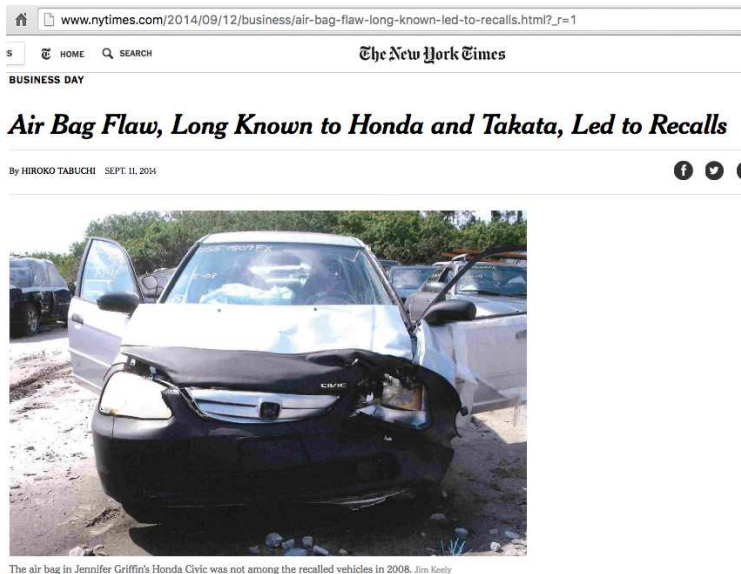 www.nytimes.com/2014/09/12/business/air-bag-flaw-long-known-led-to-recalls.html?_r=1
S HOME SEARCH The New York Times
BUSINESS DAY
Air Bag Flaw, Long Known to Honda and Takata, Led to Recalls
By HIROKO TABUCHI SEPT. 11, 2014
CIVIC
The air bag in Jennifer Griffin's Honda Civic was not among the recalled vehicles in 2008. Jim Keely